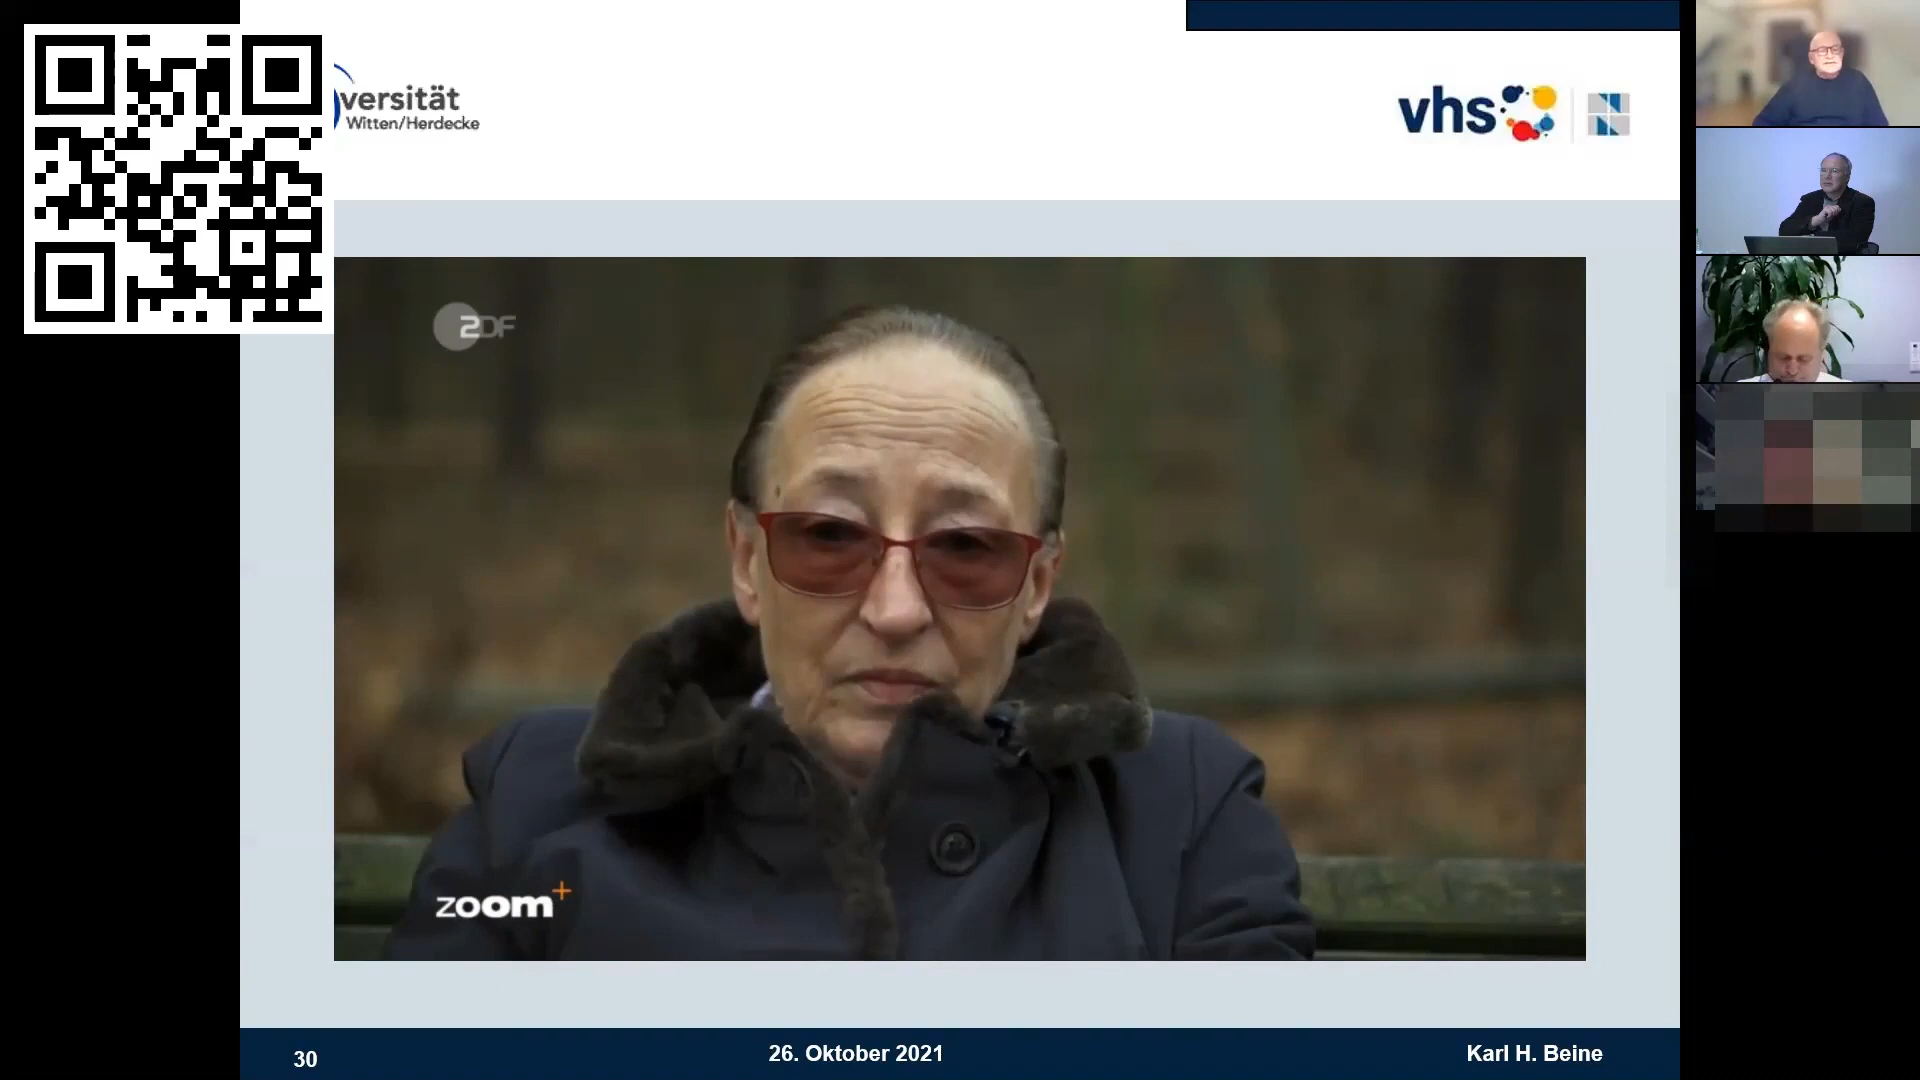 versität
Witten/Herdecke
vhs
ZDF
zoom+
30
26. Oktober 2021
Karl H. Beine